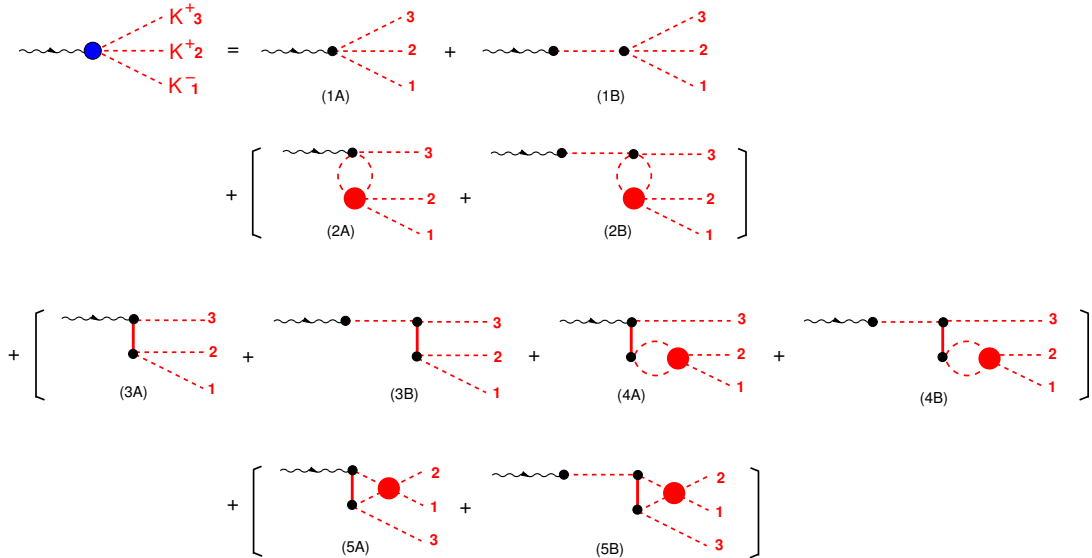 K⁺3 3 3
K⁺2 = 2 + 2
K⁻1 1 1
(1A) (1B)
3 3
+ [ 2 + 2 ]
1 1
(2A) (2B)
3 3 3 3
+ [ 2 + 2 + 2 + 2 ]
1 1 1 1
(3A) (3B) (4A) (4B)
2 2
+ [ 1 + 1 ]
3 3
(5A) (5B)